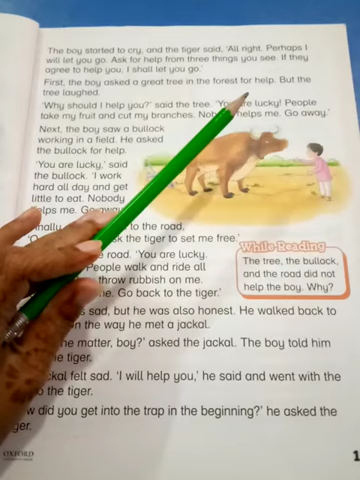 The boy started to cry, and the tiger said, 'All right. Perhaps I
will let you go. Ask for help from three things you see. If they
agree to help you, I shall let you go.'
First, the boy asked a great tree in the forest for help. But the
tree laughed.
'Why should I help you?' said the tree. 'You are lucky! People
take my fruit and cut my branches. helps me. Go away.'
Next, the boy saw a bullock
working in a field. He asked
the bullock for help.
'You are lucky,' said
the bullock. 'I work
hard all day and get
little to eat. Nobody
helps me. Go away
to the road,
the tiger to set me free.'
road. 'You are lucky.
People walk and ride all
throw rubbish on me.
Go back to the tiger.'
While Reading
The tree, the bullock,
and the road did not
help the boy. Why?
sad, but he was also honest. He walked back to
the way he met a jackal.
matter, boy?' asked the jackal. The boy told him
tiger.
felt sad. 'I will help you,' he said and went with the
the tiger.
did you get into the trap in the beginning?' he asked the
OXFORD
1